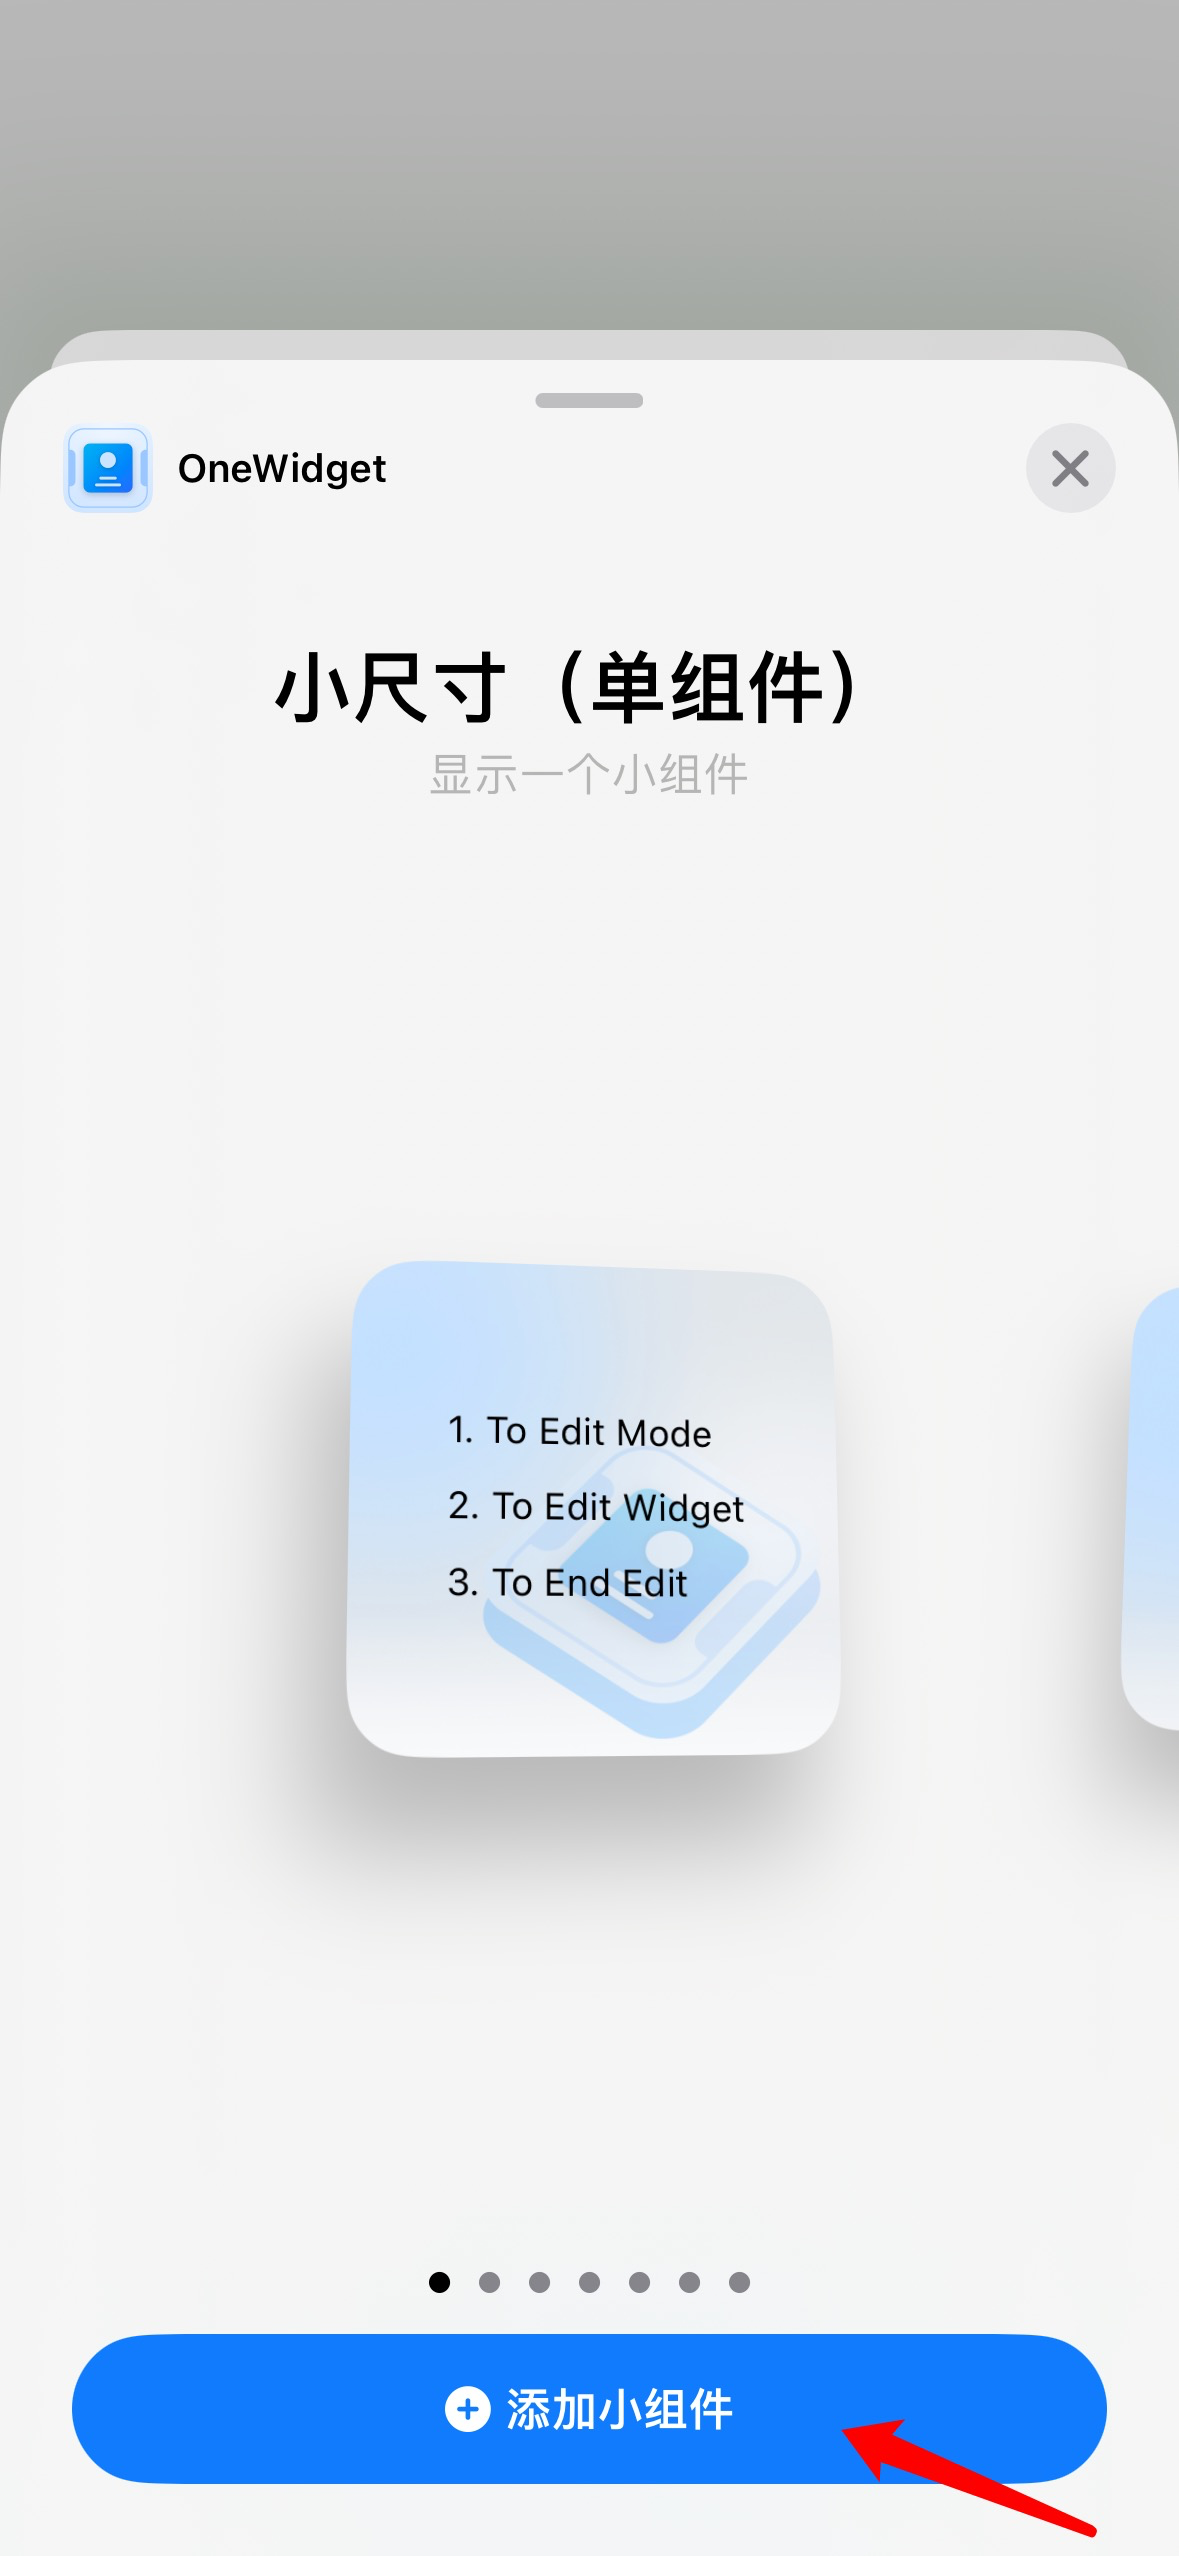 OneWidget
小尺寸（单组件）
显示一个小组件
1. To Edit Mode
2. To Edit Widget
3. To End Edit
添加小组件